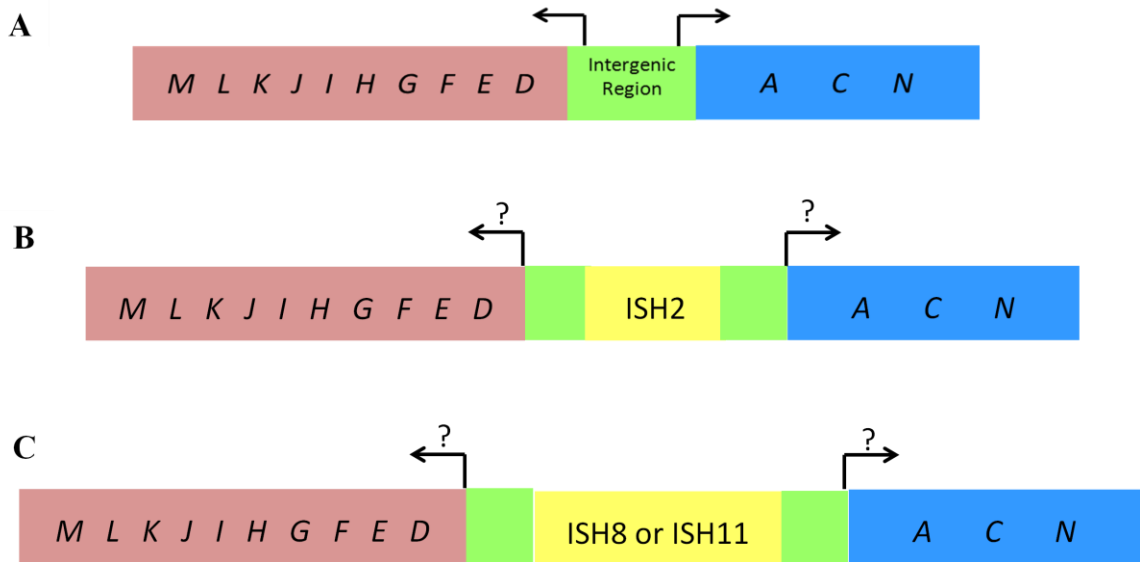 A
M L K J I H G F E D
Intergenic
Region
A C N
? ?
B
M L K J I H G F E D ISH2 A C N
? ?
C
M L K J I H G F E D ISH8 or ISH11 A C N